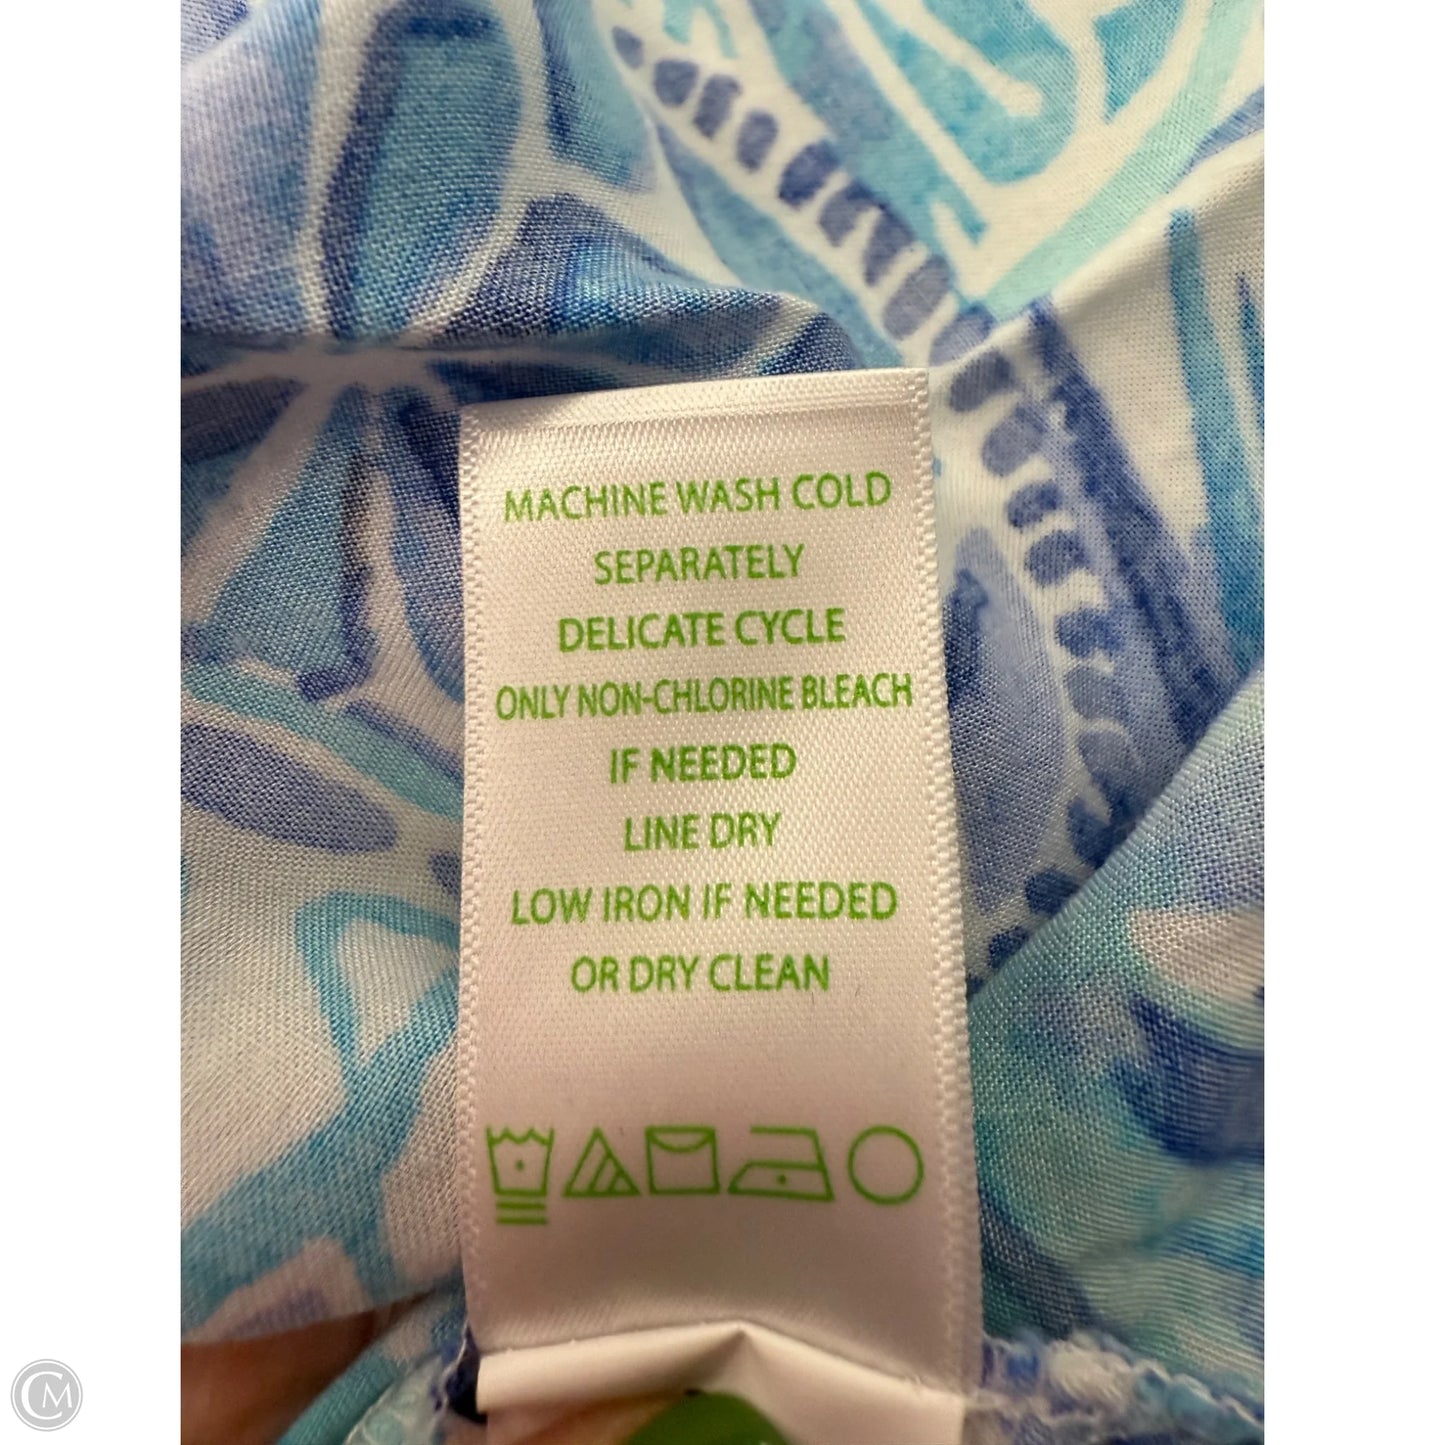 MACHINE WASH COLD
SEPARATELY
DELICATE CYCLE
ONLY NON-CHLORINE BLEACH
IF NEEDED
LINE DRY
LOW IRON IF NEEDED
OR DRY CLEAN
CM